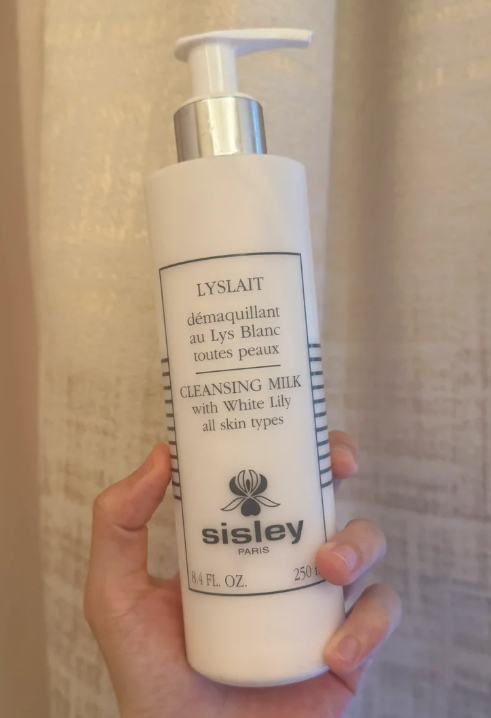 LYSLAIT
démaquillant
au Lys Blanc
toutes peaux
CLEANSING MILK
with White Lily
all skin types
sisley
PARIS
8.4 FL. OZ. 250